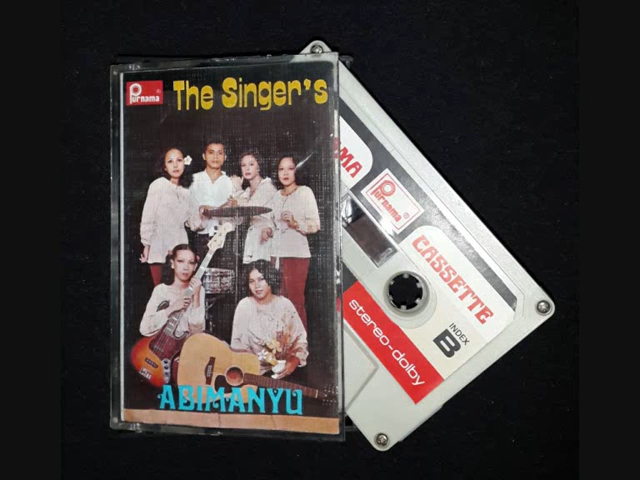 Purnama
The Singer's
ABIMANYU
MA
Purnama
CASSETTE
INDEX
B
stereo-dolby